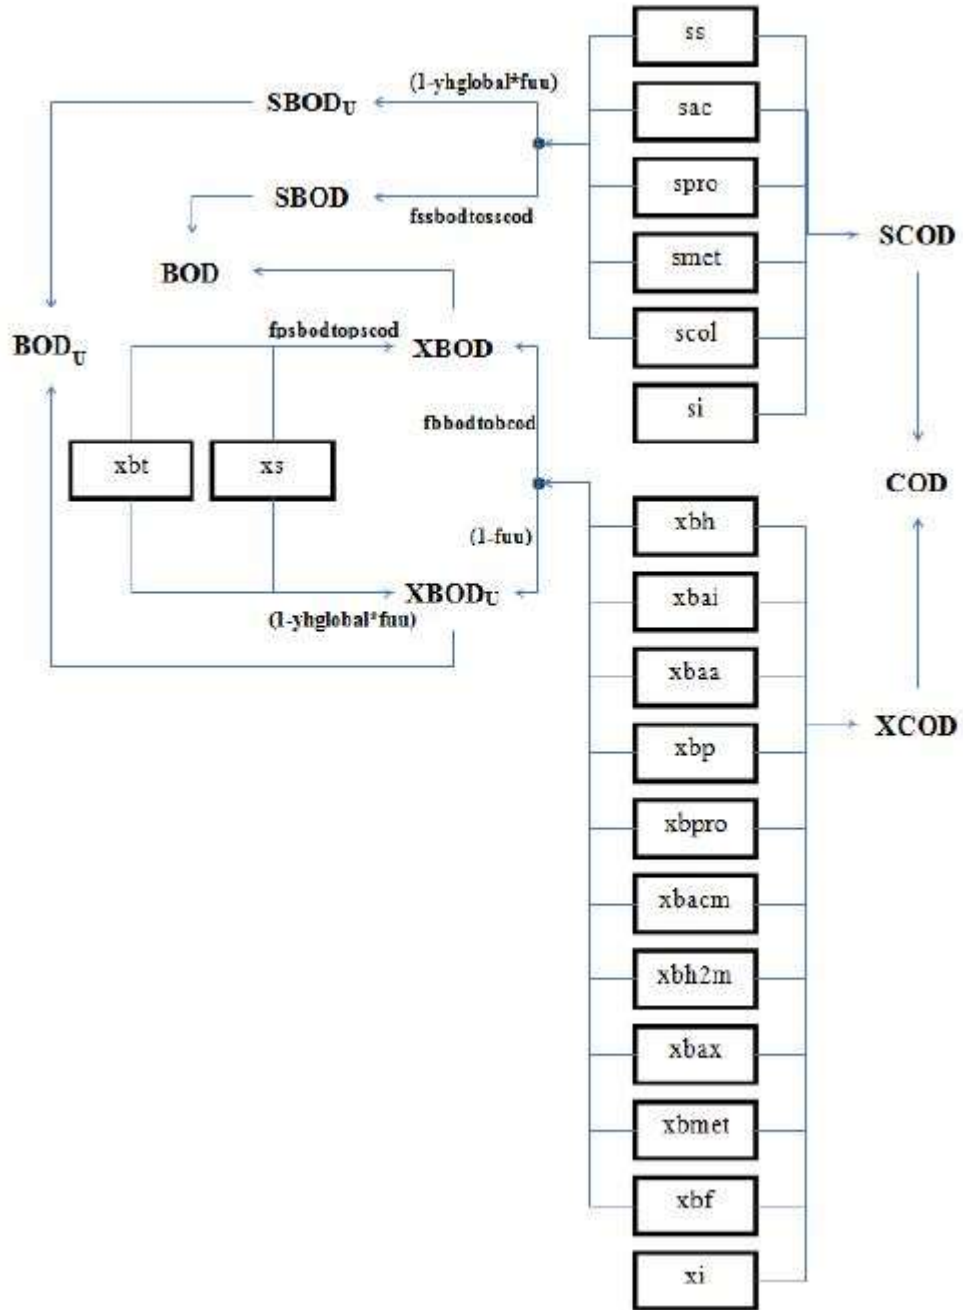 ss
(1-yhglobal*fuu)
SBODU
sac
spro
SBOD
fssbodtosscod
SCOD
smet
BOD
fpsbodtopscod
scol
BODU
XBOD
fbbodtobcod
si
xbt
xs
COD
xbh
(1-fuu)
XBODU
xbai
(1-yhglobal*fuu)
xbaa
XCOD
xbp
xbpro
xbacm
xbh2m
xbax
xbmet
xbf
xi